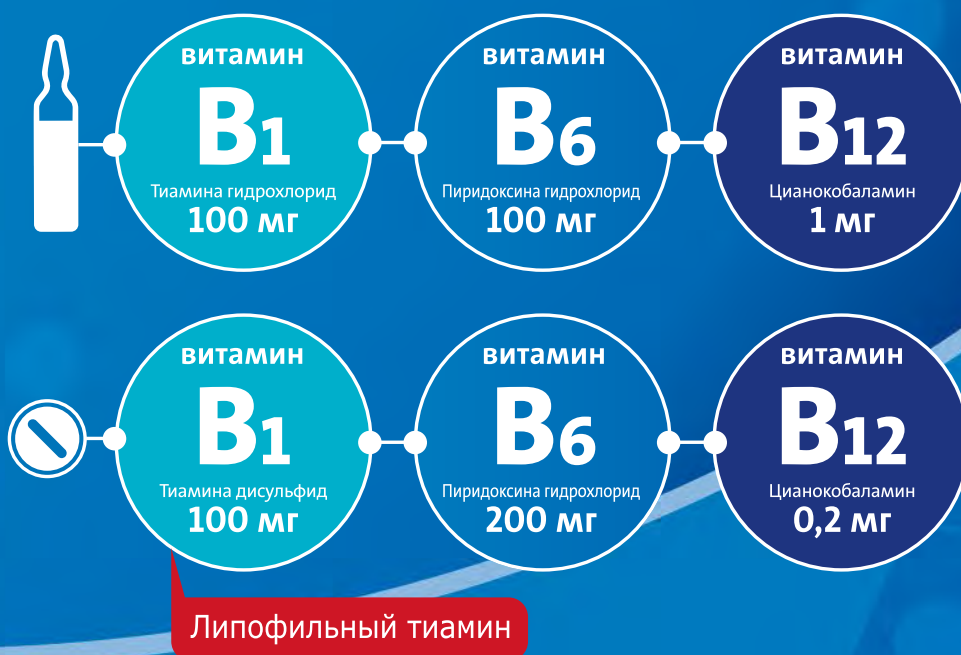 витамин
B1
Тиамина гидрохлорид
100 мг
витамин
B6
Пиридоксина гидрохлорид
100 мг
витамин
B12
Цианокобаламин
1 мг
витамин
B1
Тиамина дисульфид
100 мг
витамин
B6
Пиридоксина гидрохлорид
200 мг
витамин
B12
Цианокобаламин
0,2 мг
Липофильный тиамин